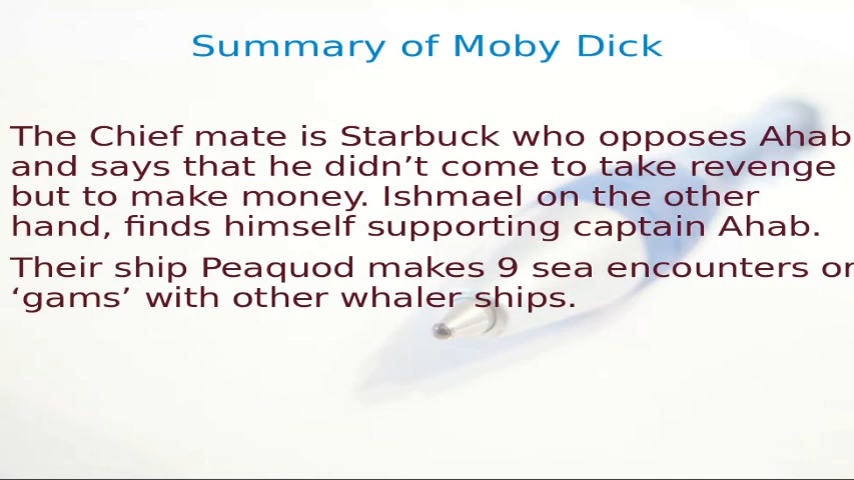 Summary of Moby Dick
The Chief mate is Starbuck who opposes Ahab
and says that he didn’t come to take revenge
but to make money. Ishmael on the other
hand, finds himself supporting captain Ahab.
Their ship Peaquod makes 9 sea encounters or
‘gams’ with other whaler ships.